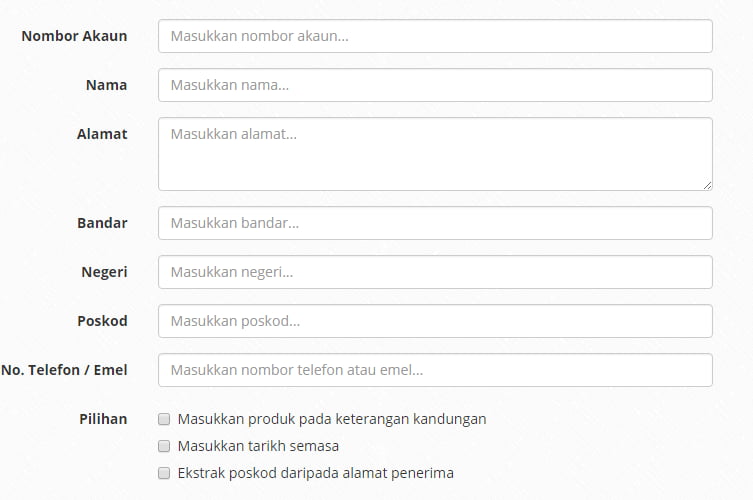 Nombor Akaun Masukkan nombor akaun...
Nama Masukkan nama...
Alamat Masukkan alamat...
Bandar Masukkan bandar...
Negeri Masukkan negeri...
Poskod Masukkan poskod...
No. Telefon / Emel Masukkan nombor telefon atau emel...
Pilihan Masukkan produk pada keterangan kandungan
Masukkan tarikh semasa
Ekstrak poskod daripada alamat penerima